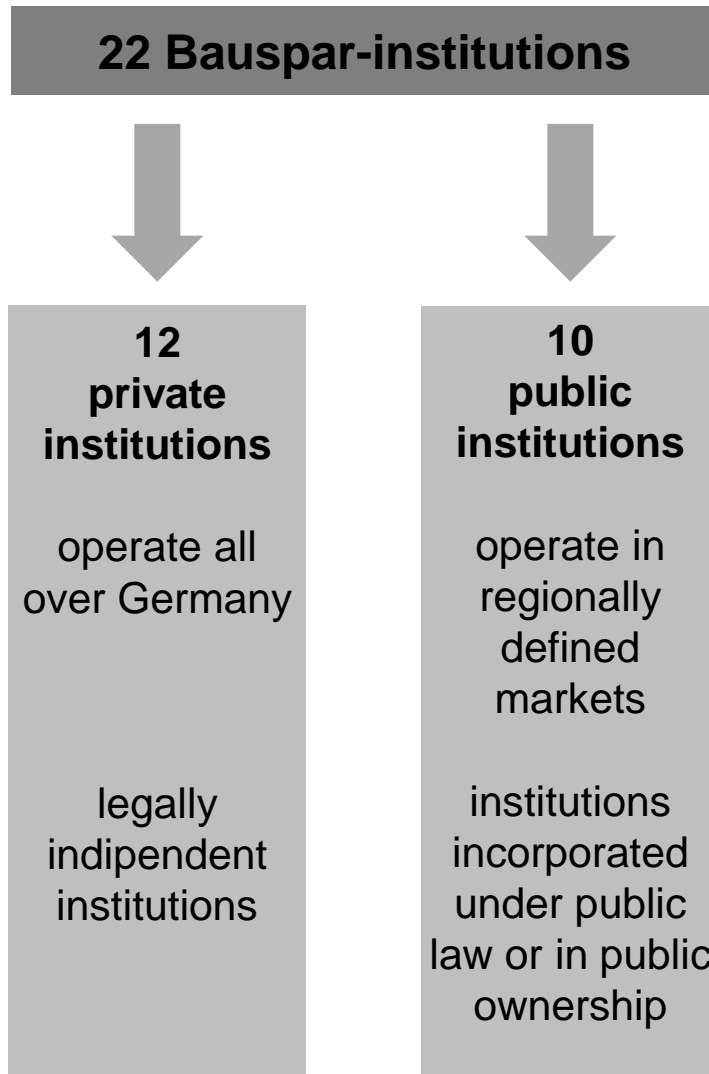 22 Bauspar-institutions
12
private
institutions
operate all
over Germany
legally
indipendent
institutions
10
public
institutions
operate in
regionally
defined
markets
institutions
incorporated
under public
law or in public
ownership